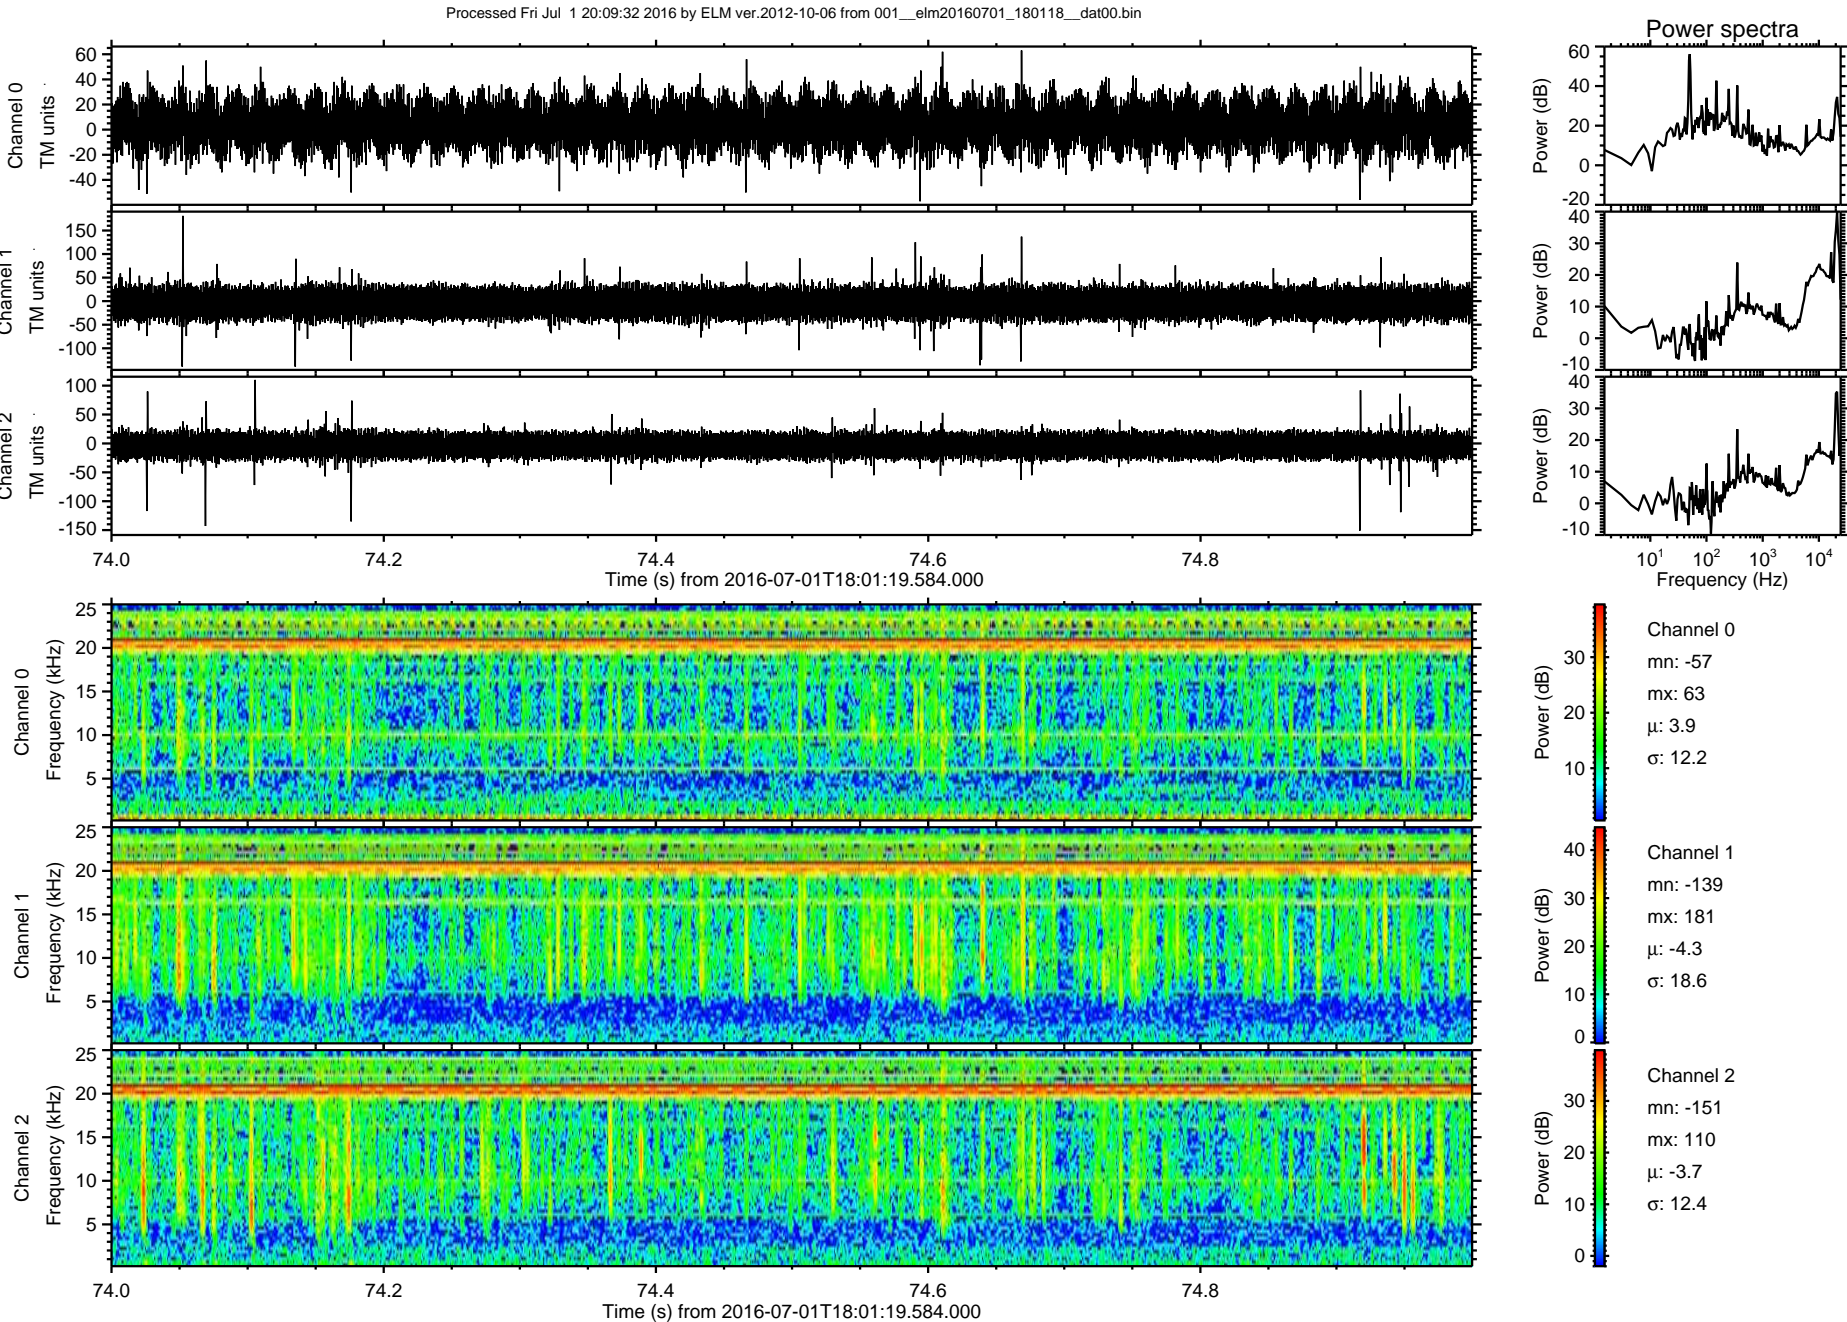 Processed Fri Jul 1 20:09:32 2016 by ELM ver.2012-10-06 from 001__elm20160701_180118__dat00.bin
Power spectra
Channel 0
TM units
60
40
20
0
-20
-40
Power (dB)
60
40
20
0
-20
Channel 1
TM units
150
100
50
0
-50
-100
Power (dB)
40
30
20
10
0
-10
Channel 2
TM units
100
50
0
-50
-100
-150
Power (dB)
40
30
20
10
0
-10
74.0 74.2 74.4 74.6 74.8
Time (s) from 2016-07-01T18:01:19.584.000
10^1 10^2 10^3 10^4
Frequency (Hz)
Channel 0
Frequency (kHz)
25
20
15
10
5
Power (dB)
30
20
10
Channel 0
mn: -57
mx: 63
μ: 3.9
σ: 12.2
Channel 1
Frequency (kHz)
25
20
15
10
5
Power (dB)
40
30
20
10
0
Channel 1
mn: -139
mx: 181
μ: -4.3
σ: 18.6
Channel 2
Frequency (kHz)
25
20
15
10
5
Power (dB)
30
20
10
0
Channel 2
mn: -151
mx: 110
μ: -3.7
σ: 12.4
74.0 74.2 74.4 74.6 74.8
Time (s) from 2016-07-01T18:01:19.584.000